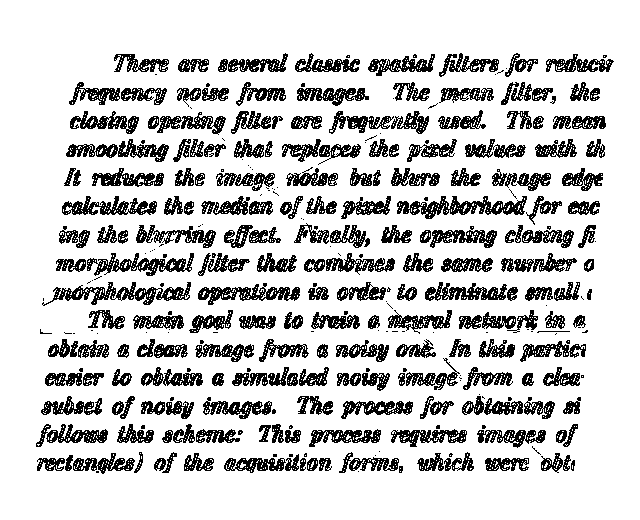 There are several classic spatial filters for reducin
frequency noise from images. The mean filter, the
closing opening filter are frequently used. The mean
smoothing filter that replaces the pixel values with th
It reduces the image noise but blurs the image edge
calculates the median of the pixel neighborhood for eac
ing the blurring effect. Finally, the opening closing fi
morphological filter that combines the same number o
morphological operations in order to eliminate small
The main goal was to train a neural network in a
obtain a clean image from a noisy one. In this particu
easier to obtain a simulated noisy image from a clea
subset of noisy images. The process for obtaining si
follows this scheme: This process requires images of
rectangles) of the acquisition forms, which were obt